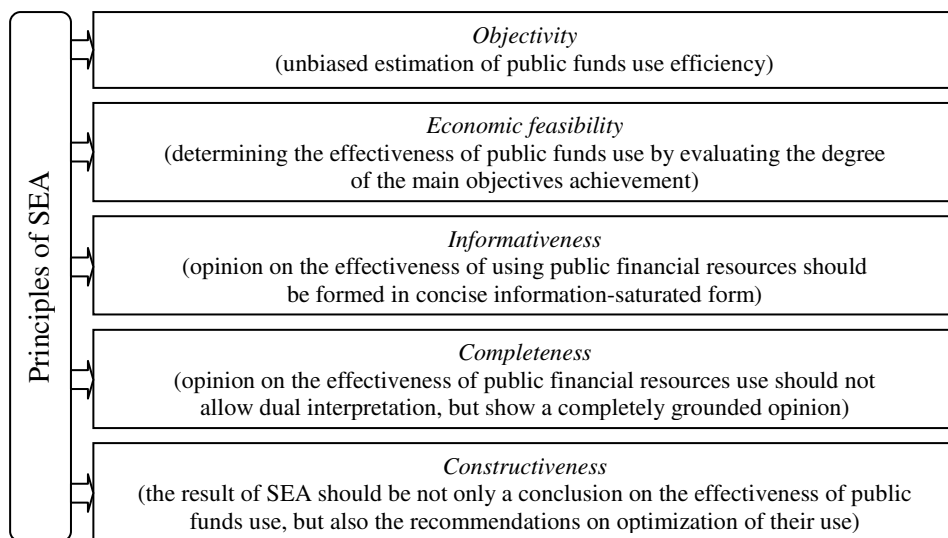 Principles of SEA
Objectivity
(unbiased estimation of public funds use efficiency)
Economic feasibility
(determining the effectiveness of public funds use by evaluating the degree
of the main objectives achievement)
Informativeness
(opinion on the effectiveness of using public financial resources should
be formed in concise information-saturated form)
Completeness
(opinion on the effectiveness of public financial resources use should not
allow dual interpretation, but show a completely grounded opinion)
Constructiveness
(the result of SEA should be not only a conclusion on the effectiveness of public
funds use, but also the recommendations on optimization of their use)